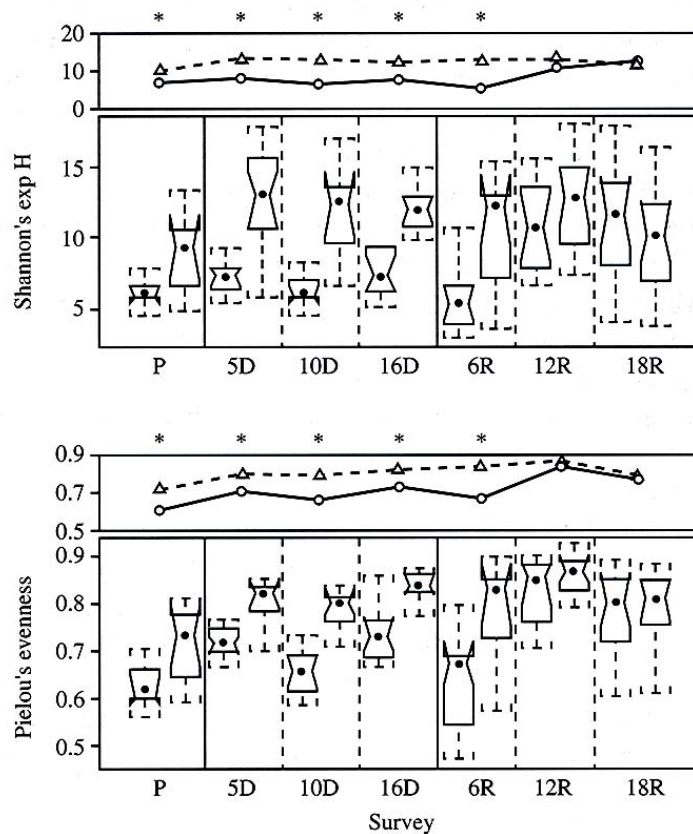 * * * * *
20
10
0
Shannon's exp H
15
10
5
P 5D 10D 16D 6R 12R 18R
* * * * *
0.9
0.7
0.5
Pielou's evenness
0.9
0.8
0.7
0.6
0.5
P 5D 10D 16D 6R 12R 18R
Survey